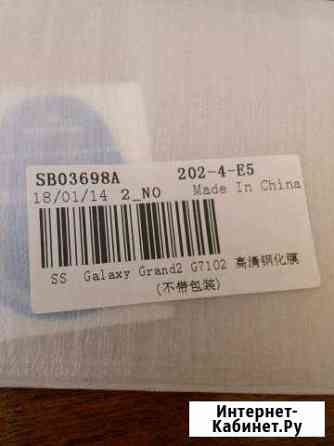 SB03698A 202-4-E5
18/01/14 2_NO Made In China
SS Galaxy Grand2 G7102 高清钢化膜
(不带包装)
Интернет-
Кабинет.Ру